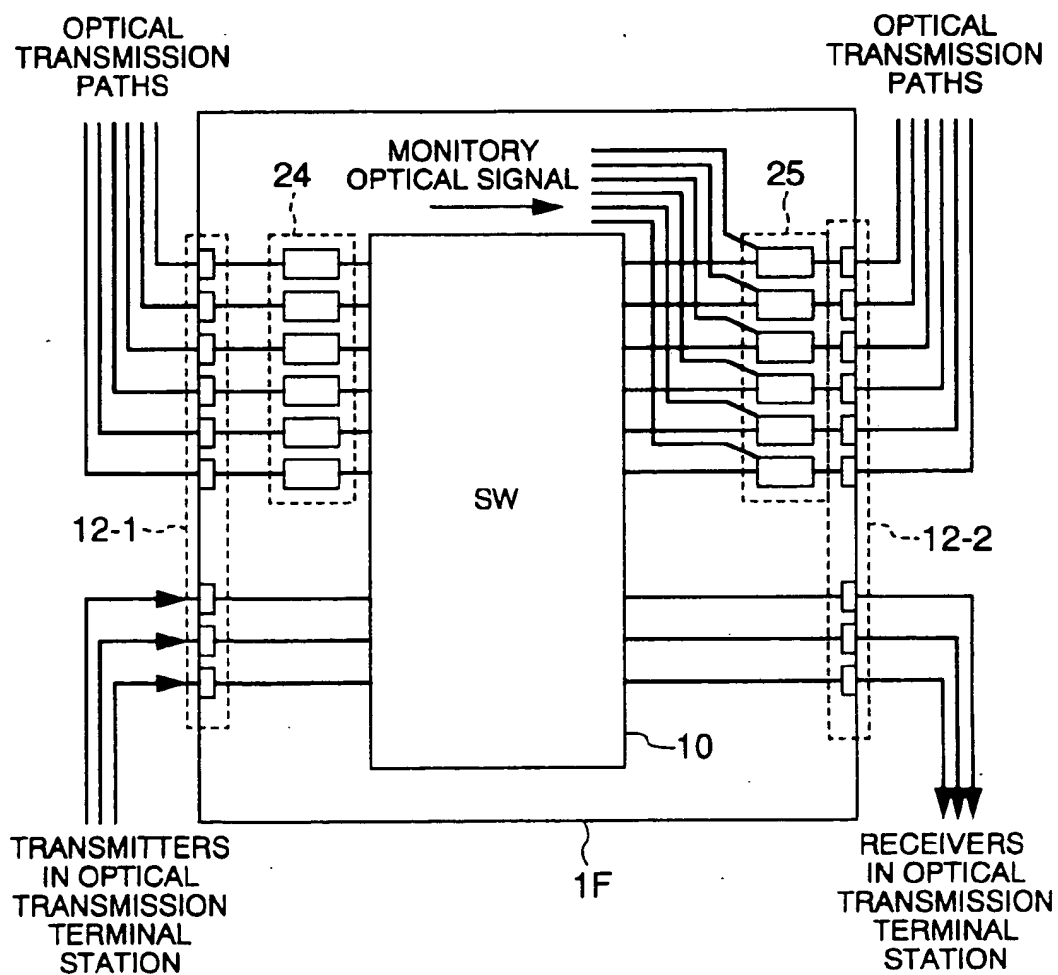 OPTICAL
TRANSMISSION
PATHS
OPTICAL
TRANSMISSION
PATHS
MONITORY
OPTICAL SIGNAL
24
25
12-1
SW
12-2
10
1F
TRANSMITTERS
IN OPTICAL
TRANSMISSION
TERMINAL
STATION
RECEIVERS
IN OPTICAL
TRANSMISSION
TERMINAL
STATION